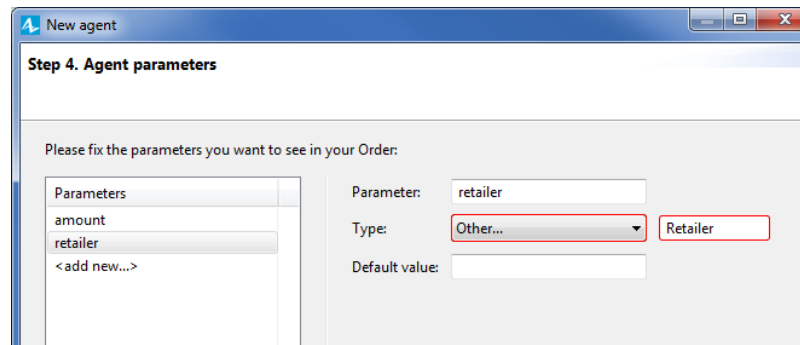 New agent
Step 4. Agent parameters
Please fix the parameters you want to see in your Order:
Parameters
amount
retailer
<add new...>
Parameter: retailer
Type: Other... Retailer
Default value: